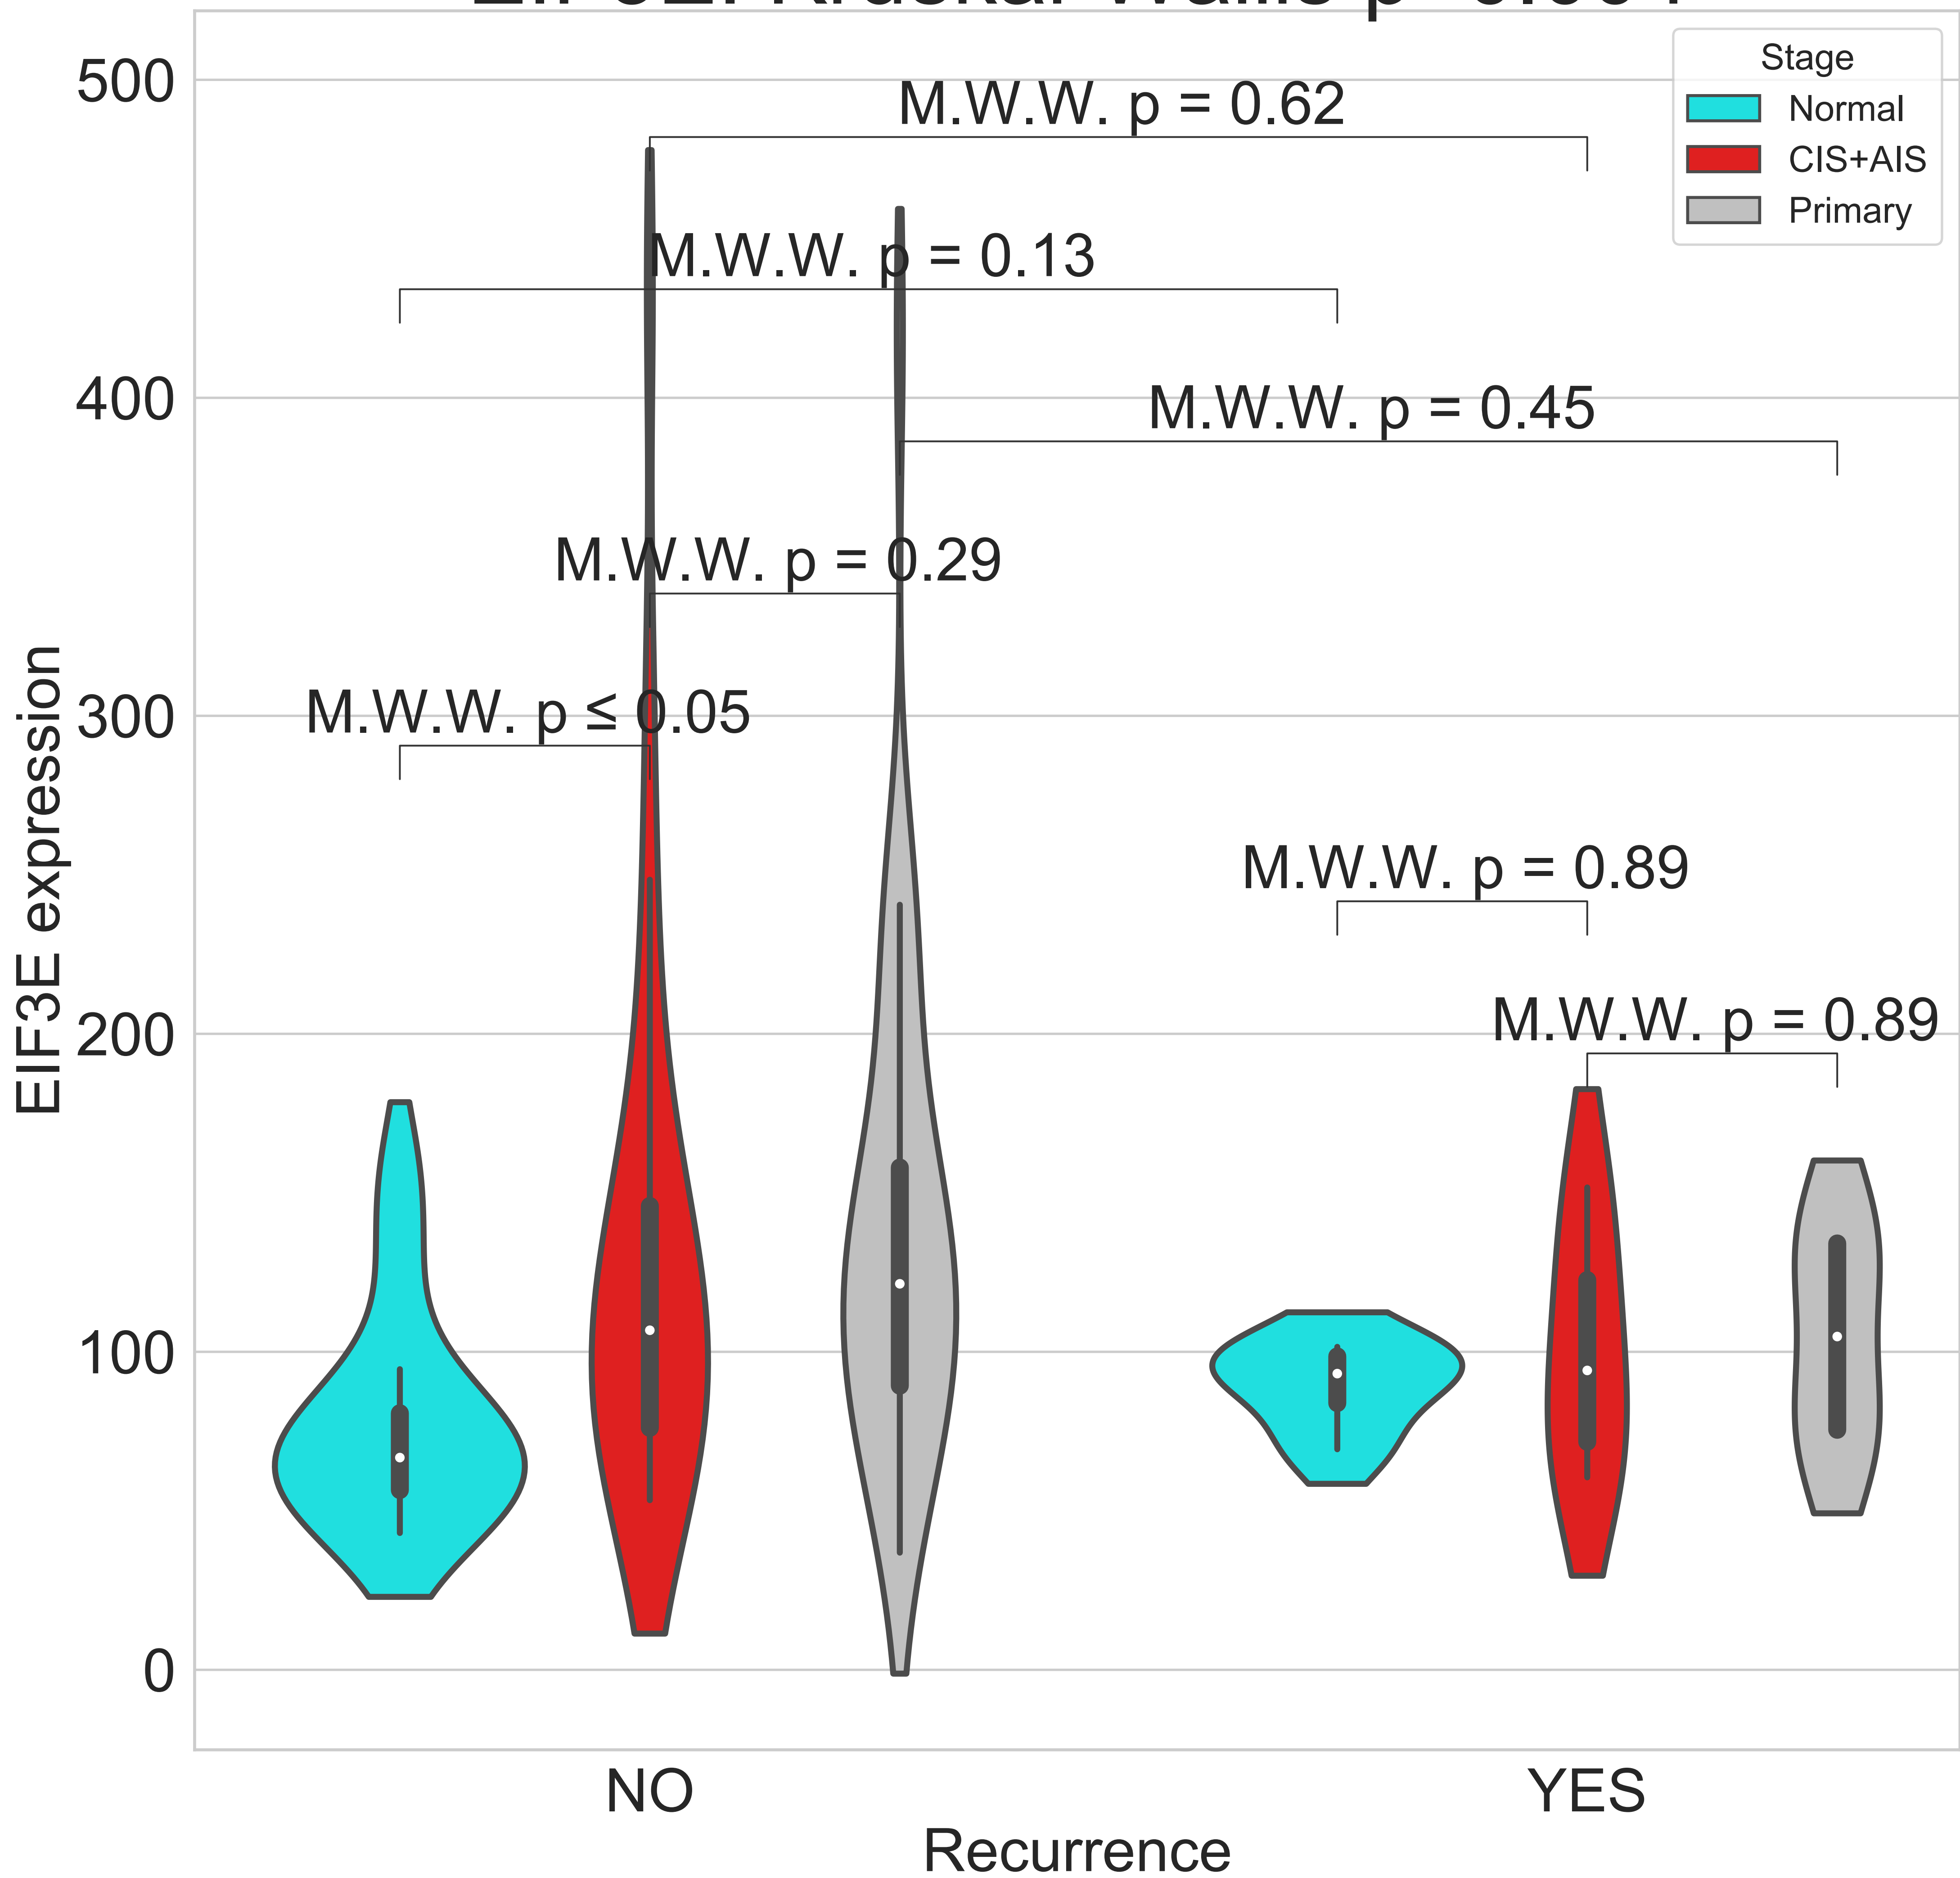 Stage
Normal
CIS+AIS
Primary
500
400
300
200
100
0
EIF3E expression
M.W.W. p = 0.62
M.W.W. p = 0.13
M.W.W. p = 0.45
M.W.W. p = 0.29
M.W.W. p ≤ 0.05
M.W.W. p = 0.89
M.W.W. p = 0.89
NO
YES
Recurrence